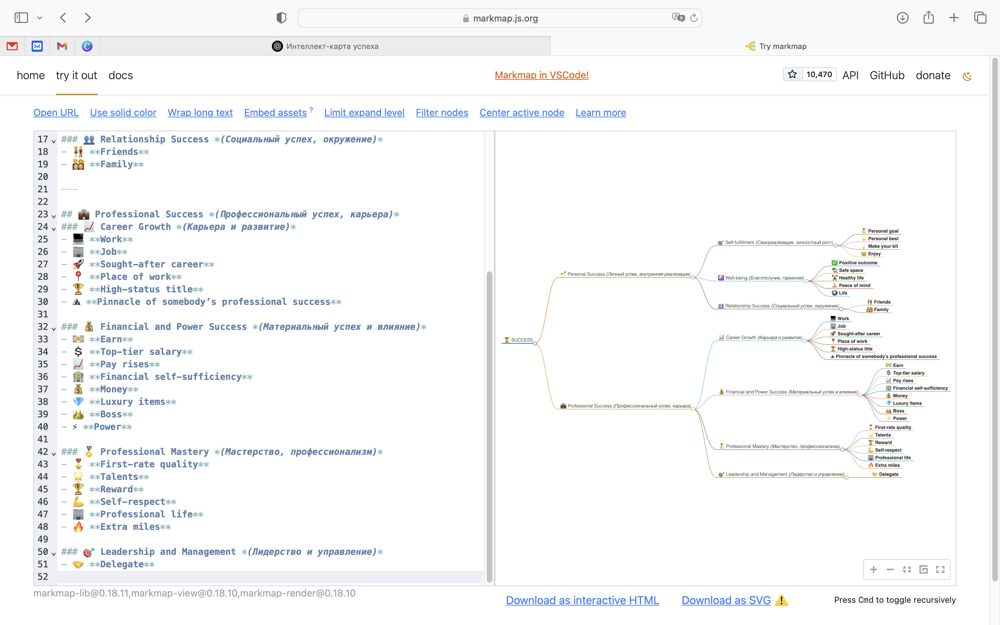 markmap.js.org
Интеллект-карта успеха
Try markmap
home try it out docs
Markmap in VSCode!
10,470 API GitHub donate
Open URL Use solid color Wrap long text Embed assets ? Limit expand level Filter nodes Center active node Learn more
17 ### 👥 Relationship Success *(Социальный успех, окружение)*
18 - 👫 **Friends**
19 - 👨‍👩‍👧‍👦 **Family**
20
21 ---
22
23 ## 💼 Professional Success *(Профессиональный успех, карьера)*
24 ### 📈 Career Growth *(Карьера и развитие)*
25 - 💻 **Work**
26 - 🏢 **Job**
27 - 🚀 **Sought-after career**
28 - 📍 **Place of work**
29 - 🏆 **High-status title**
30 - 🏔 **Pinnacle of somebody’s professional success**
31
32 ### 💰 Financial and Power Success *(Материальный успех и влияние)*
33 - 💵 **Earn**
34 - 💲 **Top-tier salary**
35 - 📈 **Pay rises**
36 - 🏦 **Financial self-sufficiency**
37 - 💰 **Money**
38 - 💎 **Luxury items**
39 - 👑 **Boss**
40 - ⚡ **Power**
41
42 ### 🏅 Professional Mastery *(Мастерство, профессионализм)*
43 - 🎖 **First-rate quality**
44 - 🌟 **Talents**
45 - 🏆 **Reward**
46 - 💪 **Self-respect**
47 - 🏢 **Professional life**
48 - 🔥 **Extra miles**
49
50 ### 🎯 Leadership and Management *(Лидерство и управление)*
51 - 🤝 **Delegate**
52
🏆 SUCCESS
🌱 Personal Success (Личный успех, внутренняя реализация)
🎯 Self-fulfillment (Самореализация, личностный рост)
🏅 Personal goal
🌟 Personal best
💡 Make your bit
😃 Enjoy
☯️ Well-being (Благополучие, гармония)
✅ Positive outcome
🏡 Safe space
🏋 Healthy life
🧘 Peace of mind
🌍 Life
👥 Relationship Success (Социальный успех, окружение)
👫 Friends
👨‍👩‍👧‍👦 Family
💼 Professional Success (Профессиональный успех, карьера)
📈 Career Growth (Карьера и развитие)
💻 Work
🏢 Job
🚀 Sought-after career
📍 Place of work
🏆 High-status title
🏔 Pinnacle of somebody’s professional success
💰 Financial and Power Success (Материальный успех и влияние)
💵 Earn
💲 Top-tier salary
📈 Pay rises
🏦 Financial self-sufficiency
💰 Money
💎 Luxury items
👑 Boss
⚡ Power
🏅 Professional Mastery (Мастерство, профессионализм)
🎖 First-rate quality
🌟 Talents
🏆 Reward
💪 Self-respect
🏢 Professional life
🔥 Extra miles
🎯 Leadership and Management (Лидерство и управление)
🤝 Delegate
markmap-lib@0.18.11,markmap-view@0.18.10,markmap-render@0.18.10
Download as interactive HTML Download as SVG ⚠️ Press Cmd to toggle recursively